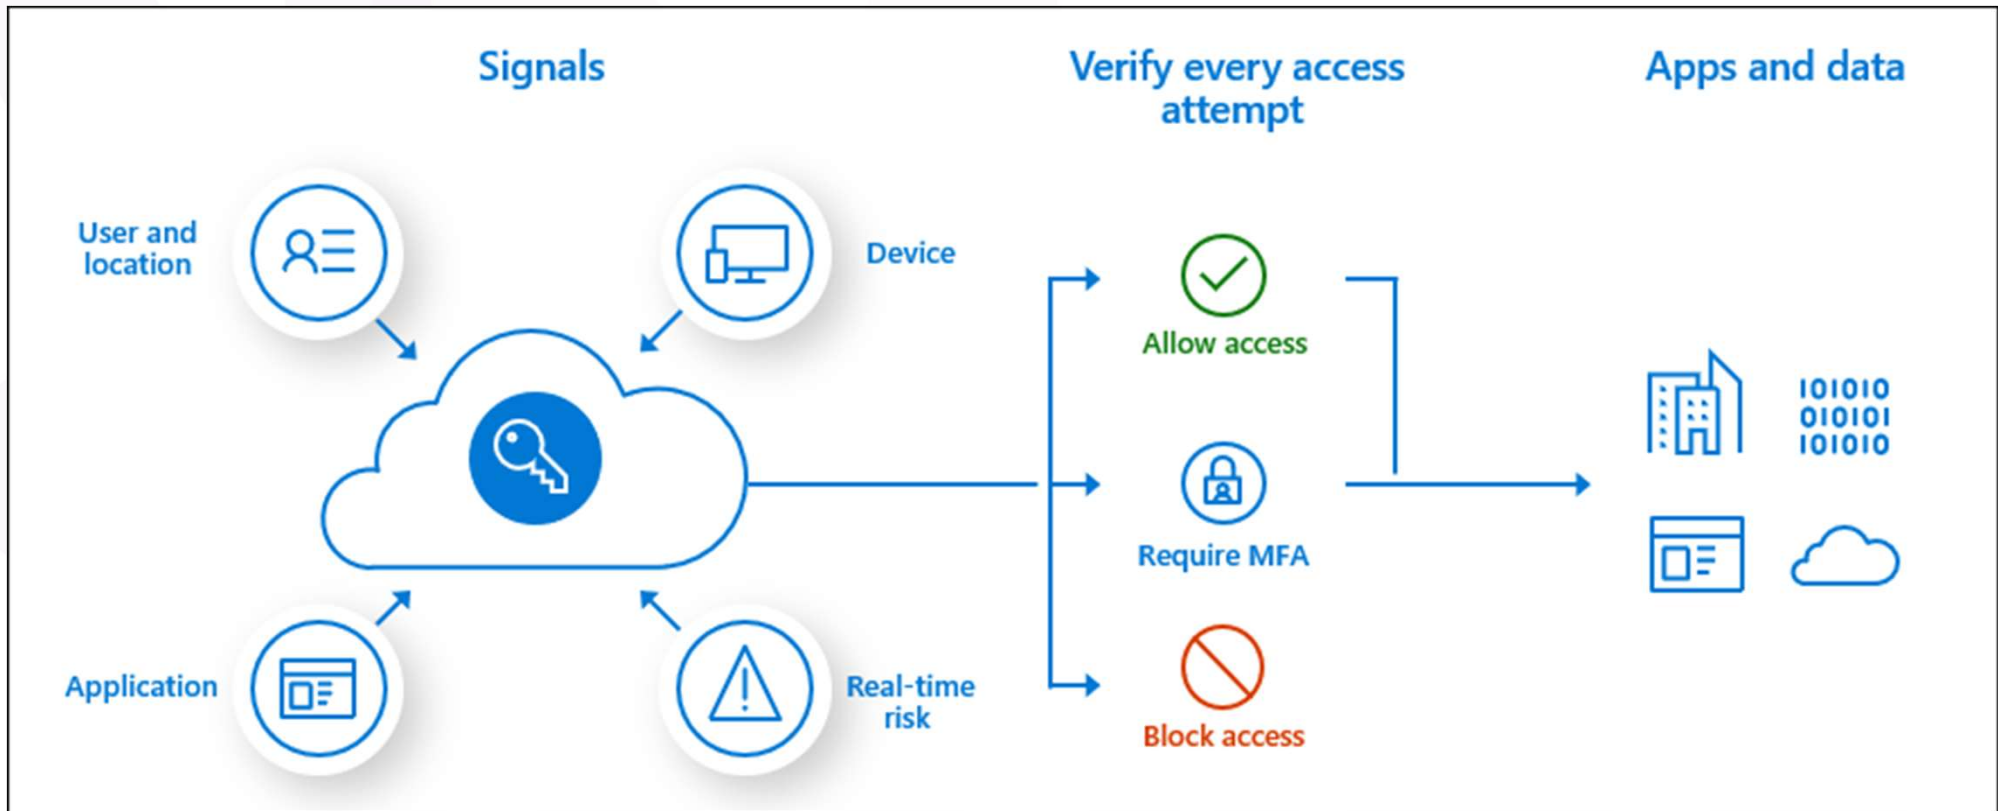 Signals
Verify every access
attempt
Apps and data
User and
location
Device
Allow access
101010
010101
101010
Require MFA
Application
Real-time
risk
Block access